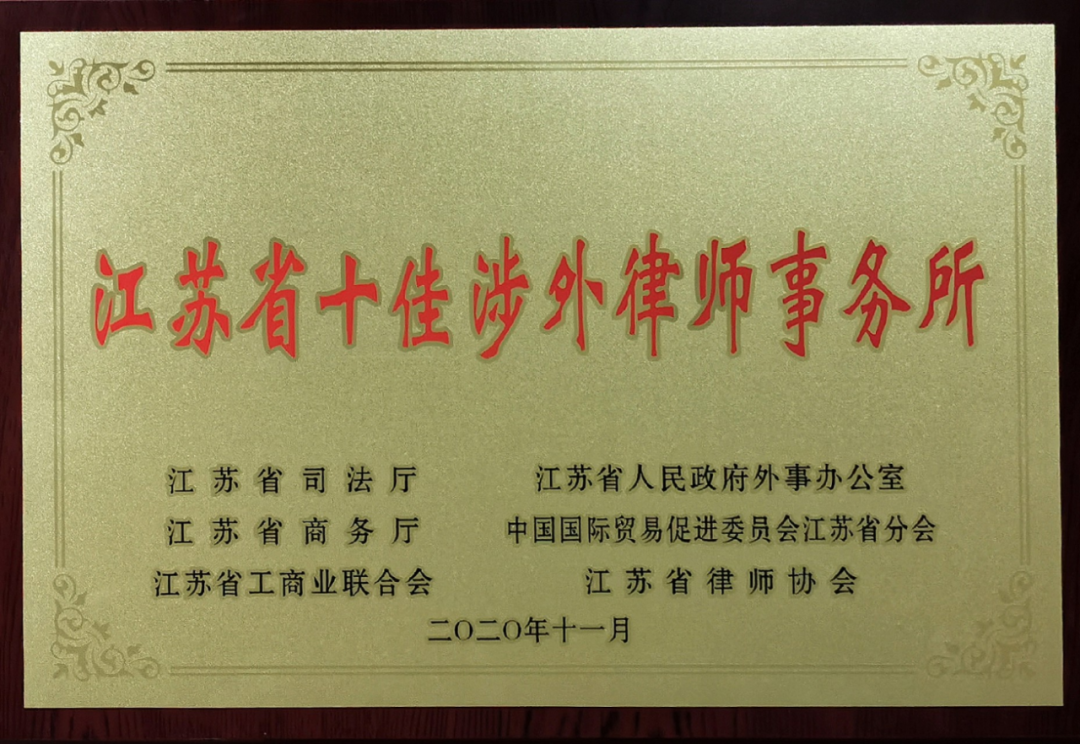 江苏省十佳涉外律师事务所
江苏省司法厅 江苏省人民政府外事办公室
江苏省商务厅 中国国际贸易促进委员会江苏省分会
江苏省工商业联合会 江苏省律师协会
二〇二〇年十一月